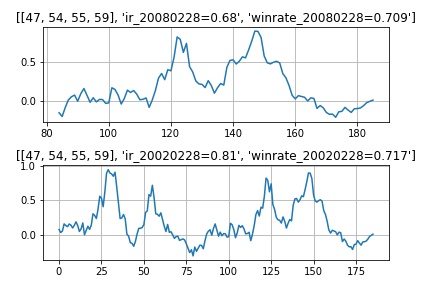 [[47, 54, 55, 59], 'ir_20080228=0.68', 'winrate_20080228=0.709']
0.5
0.0
80 100 120 140 160 180
[[47, 54, 55, 59], 'ir_20020228=0.81', 'winrate_20020228=0.717']
1.0
0.5
0.0
0 25 50 75 100 125 150 175